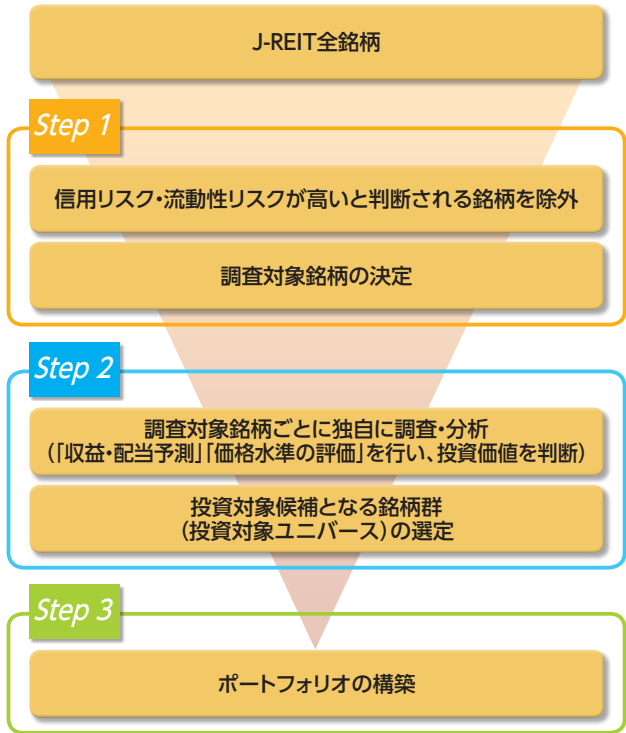 J-REIT全銘柄
Step 1
信用リスク・流動性リスクが高いと判断される銘柄を除外
調査対象銘柄の決定
Step 2
調査対象銘柄ごとに独自に調査・分析
(「収益・配当予測」「価格水準の評価」を行い、投資価値を判断)
投資対象候補となる銘柄群
(投資対象ユニバース)の選定
Step 3
ポートフォリオの構築